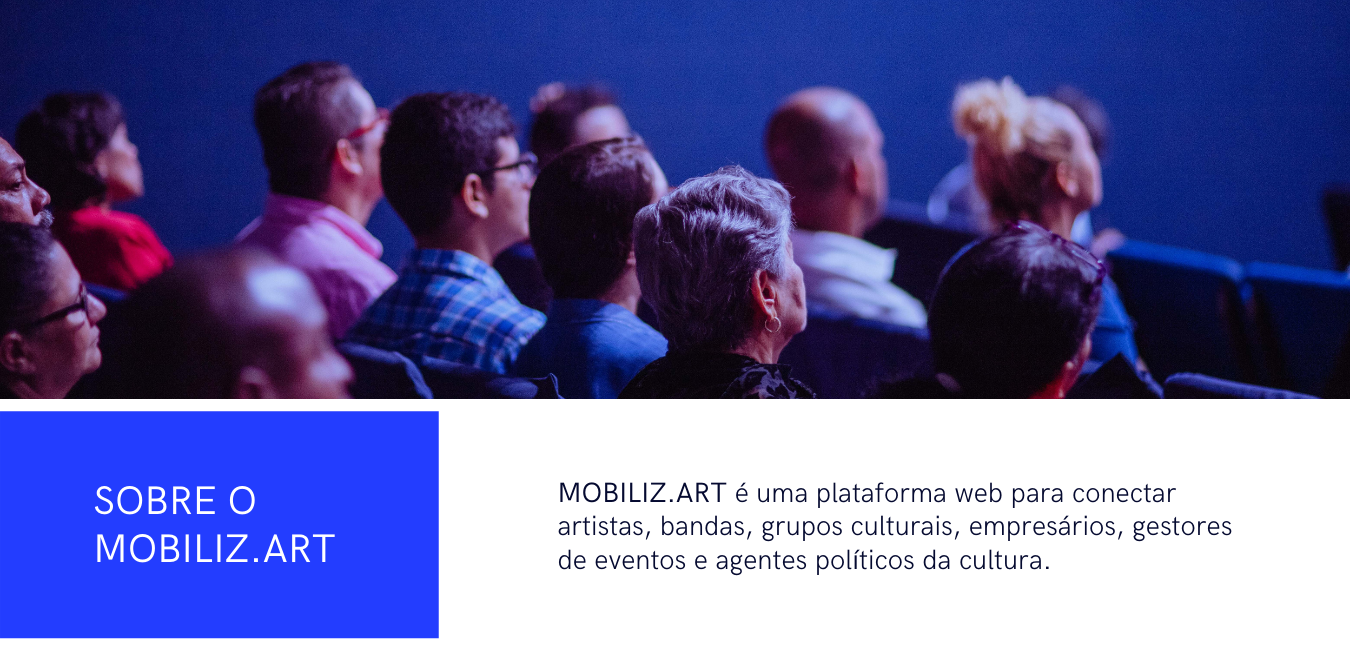 SOBRE O
MOBILIZ.ART
MOBILIZ.ART é uma plataforma web para conectar
artistas, bandas, grupos culturais, empresários, gestores
de eventos e agentes políticos da cultura.